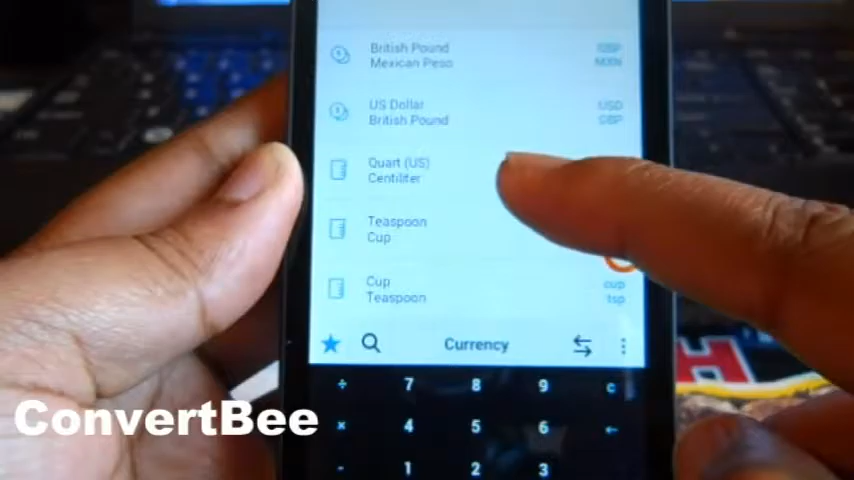 British Pound GBP
Mexican Peso MXN
US Dollar USD
British Pound GBP
Quart (US)
Centiliter
Teaspoon
Cup
Cup cup
Teaspoon tsp
Currency
÷ 7 8 9 c
× 4 5 6 ←
- 1 2 3
H
ConvertBee